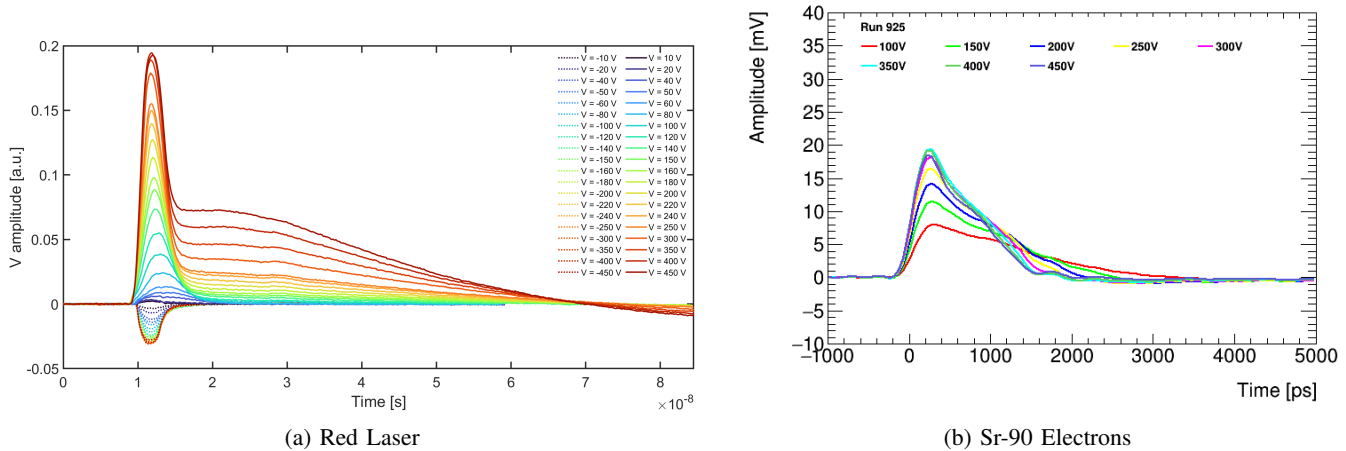 0.2
0.15
0.1
0.05
0
-0.05
V amplitude [a.u.]
V = -10 V V = 10 V
V = -20 V V = 20 V
V = -40 V V = 40 V
V = -50 V V = 50 V
V = -60 V V = 60 V
V = -80 V V = 80 V
V = -100 V V = 100 V
V = -120 V V = 120 V
V = -140 V V = 140 V
V = -150 V V = 150 V
V = -160 V V = 160 V
V = -180 V V = 180 V
V = -200 V V = 200 V
V = -220 V V = 220 V
V = -240 V V = 240 V
V = -250 V V = 250 V
V = -300 V V = 300 V
V = -350 V V = 350 V
V = -400 V V = 400 V
V = -450 V V = 450 V
0 1 2 3 4 5 6 7 8
Time [s]
×10⁻⁸
(a) Red Laser
40
35
30
25
20
15
10
5
0
−5
−10
Amplitude [mV]
Run 925
100V 150V 200V 250V 300V
350V 400V 450V
−1000 0 1000 2000 3000 4000 5000
Time [ps]
(b) Sr-90 Electrons